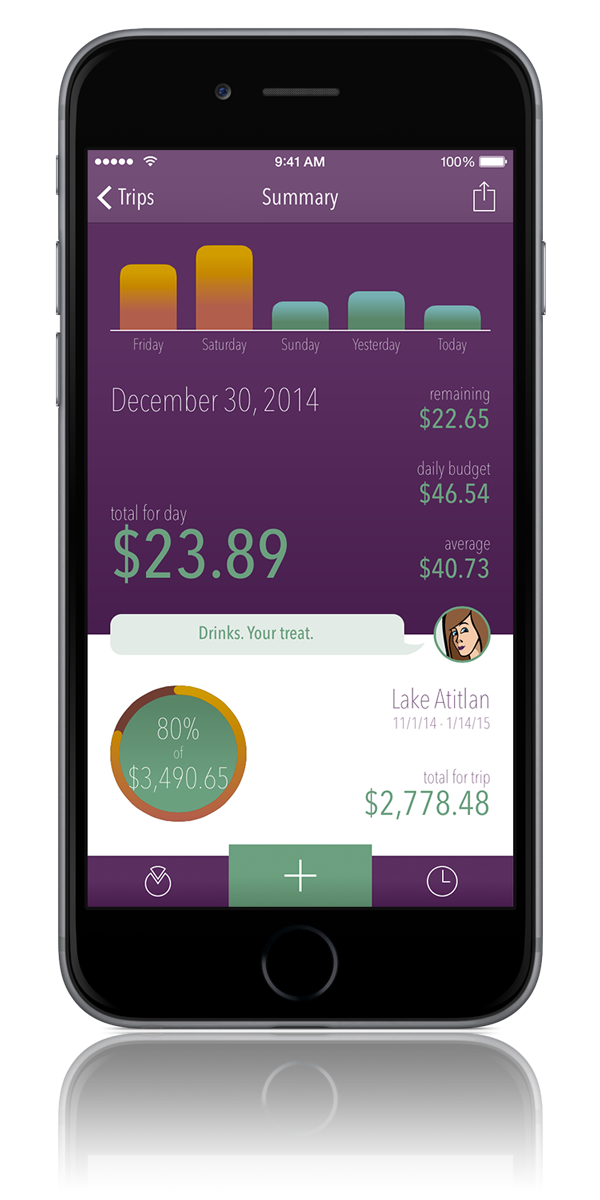 9:41 AM
100%
Trips
Summary
Friday
Saturday
Sunday
Yesterday
Today
December 30, 2014
remaining
$22.65
daily budget
$46.54
total for day
$23.89
average
$40.73
Drinks. Your treat.
80%
of
$3,490.65
Lake Atitlan
11/1/14 - 1/14/15
total for trip
$2,778.48